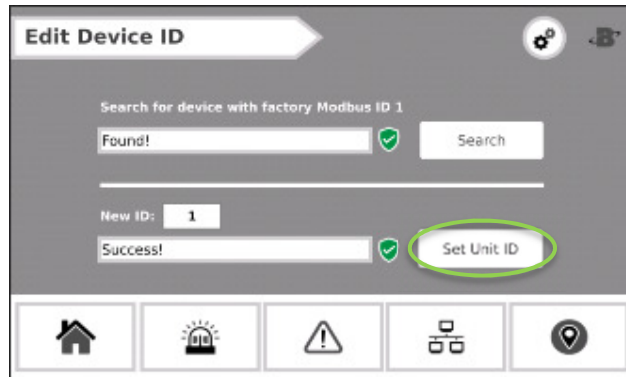 Edit Device ID
Search for device with factory Modbus ID 1
Found!
Search
New ID: 1
Success!
Set Unit ID